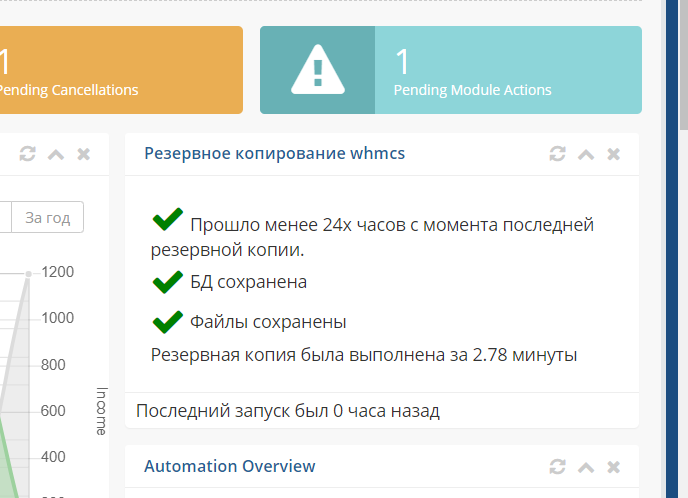 1
Pending Cancellations
1
Pending Module Actions
Резервное копирование whmcs
За год
Прошло менее 24х часов с момента последней
резервной копии.
БД сохранена
Файлы сохранены
Резервная копия была выполнена за 2.78 минуты
Последний запуск был 0 часа назад
1200
1000
800
600
400
Income
Automation Overview